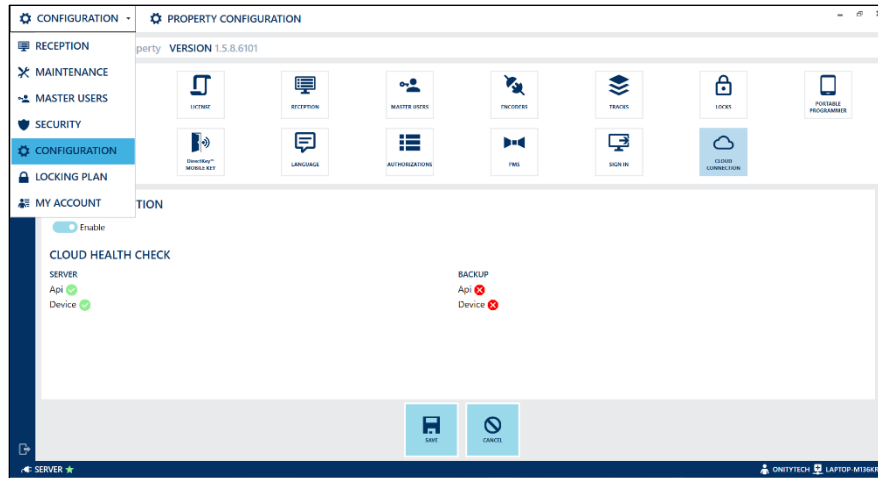 CONFIGURATION PROPERTY CONFIGURATION
RECEPTION
perty VERSION 1.5.8.6101
MAINTENANCE
MASTER USERS
SECURITY
CONFIGURATION
LOCKING PLAN
MY ACCOUNT
LICENSE RECEPTION MASTER USERS ENCODERS TRACKS LOCKS PORTABLE PROGRAMMER
DirectKey™ MOBILE KEY LANGUAGE AUTHORIZATIONS PMS SIGN IN CLOUD CONNECTION
TION
Enable
CLOUD HEALTH CHECK
SERVER BACKUP
Api Api
Device Device
SAVE CANCEL
SERVER ONITYTECH LAPTOP-M136KR